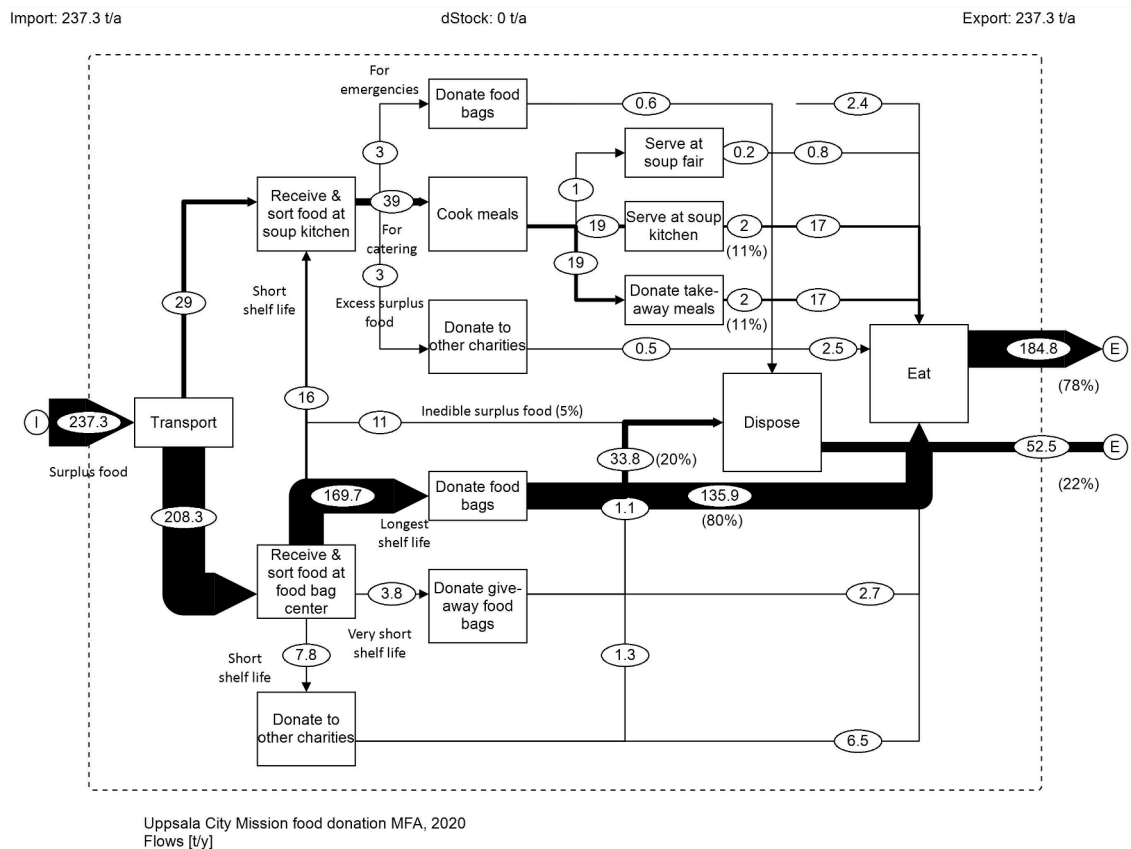 Import: 237.3 t/a
dStock: 0 t/a
Export: 237.3 t/a
For
emergencies
Donate food
bags
0.6
2.4
3
Serve at
soup fair
0.2
0.8
1
Receive &
sort food at
soup kitchen
39
Cook meals
19
Serve at soup
kitchen
2
(11%)
17
For
catering
19
3
Short
shelf life
29
Excess surplus
food
Donate take-
away meals
2
(11%)
17
Donate to
other charities
0.5
2.5
Eat
184.8
E
(78%)
16
Inedible surplus food (5%)
11
I
237.3
Surplus food
Transport
Dispose
52.5
E
(22%)
33.8
(20%)
169.7
Longest
shelf life
Donate food
bags
135.9
(80%)
1.1
208.3
Receive &
sort food at
food bag
center
3.8
Very short
shelf life
Donate give-
away food
bags
2.7
Short
shelf life
7.8
1.3
Donate to
other charities
6.5
Uppsala City Mission food donation MFA, 2020
Flows [t/y]